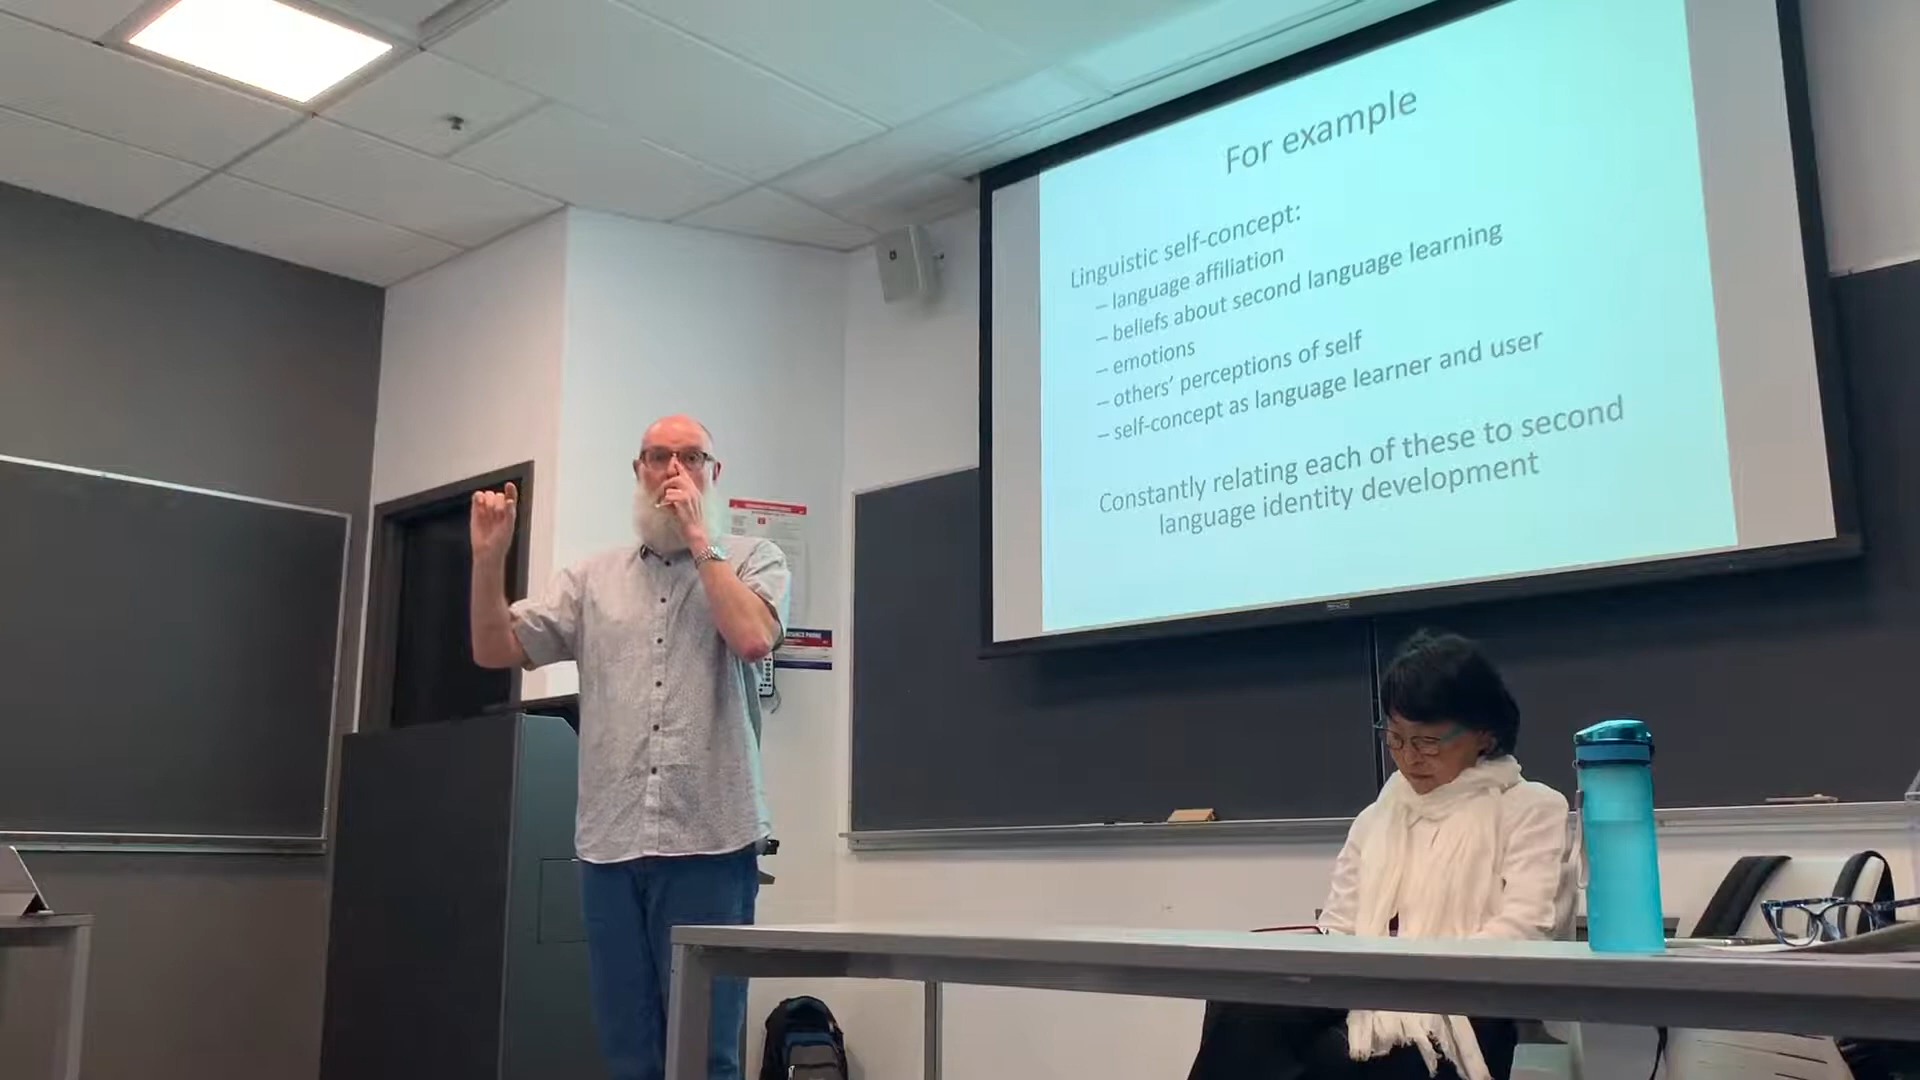 For example
Linguistic self-concept:
– language affiliation
– beliefs about second language learning
– emotions
– others’ perceptions of self
– self-concept as language learner and user
Constantly relating each of these to second
language identity development